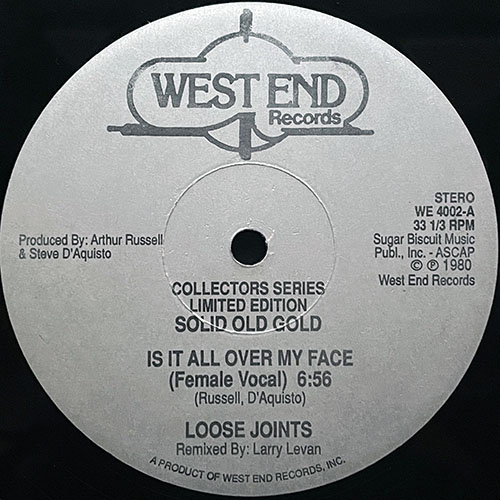 WEST END
Records
STERO
WE 4002-A
33 1/3 RPM
Sugar Biscuit Music
Publ., Inc. - ASCAP
© ℗ 1980
West End Records
Produced By: Arthur Russell
& Steve D'Aquisto
COLLECTORS SERIES
LIMITED EDITION
SOLID OLD GOLD
IS IT ALL OVER MY FACE
(Female Vocal) 6:56
(Russell, D'Aquisto)
LOOSE JOINTS
Remixed By: Larry Levan
A PRODUCT OF WEST END RECORDS, INC.